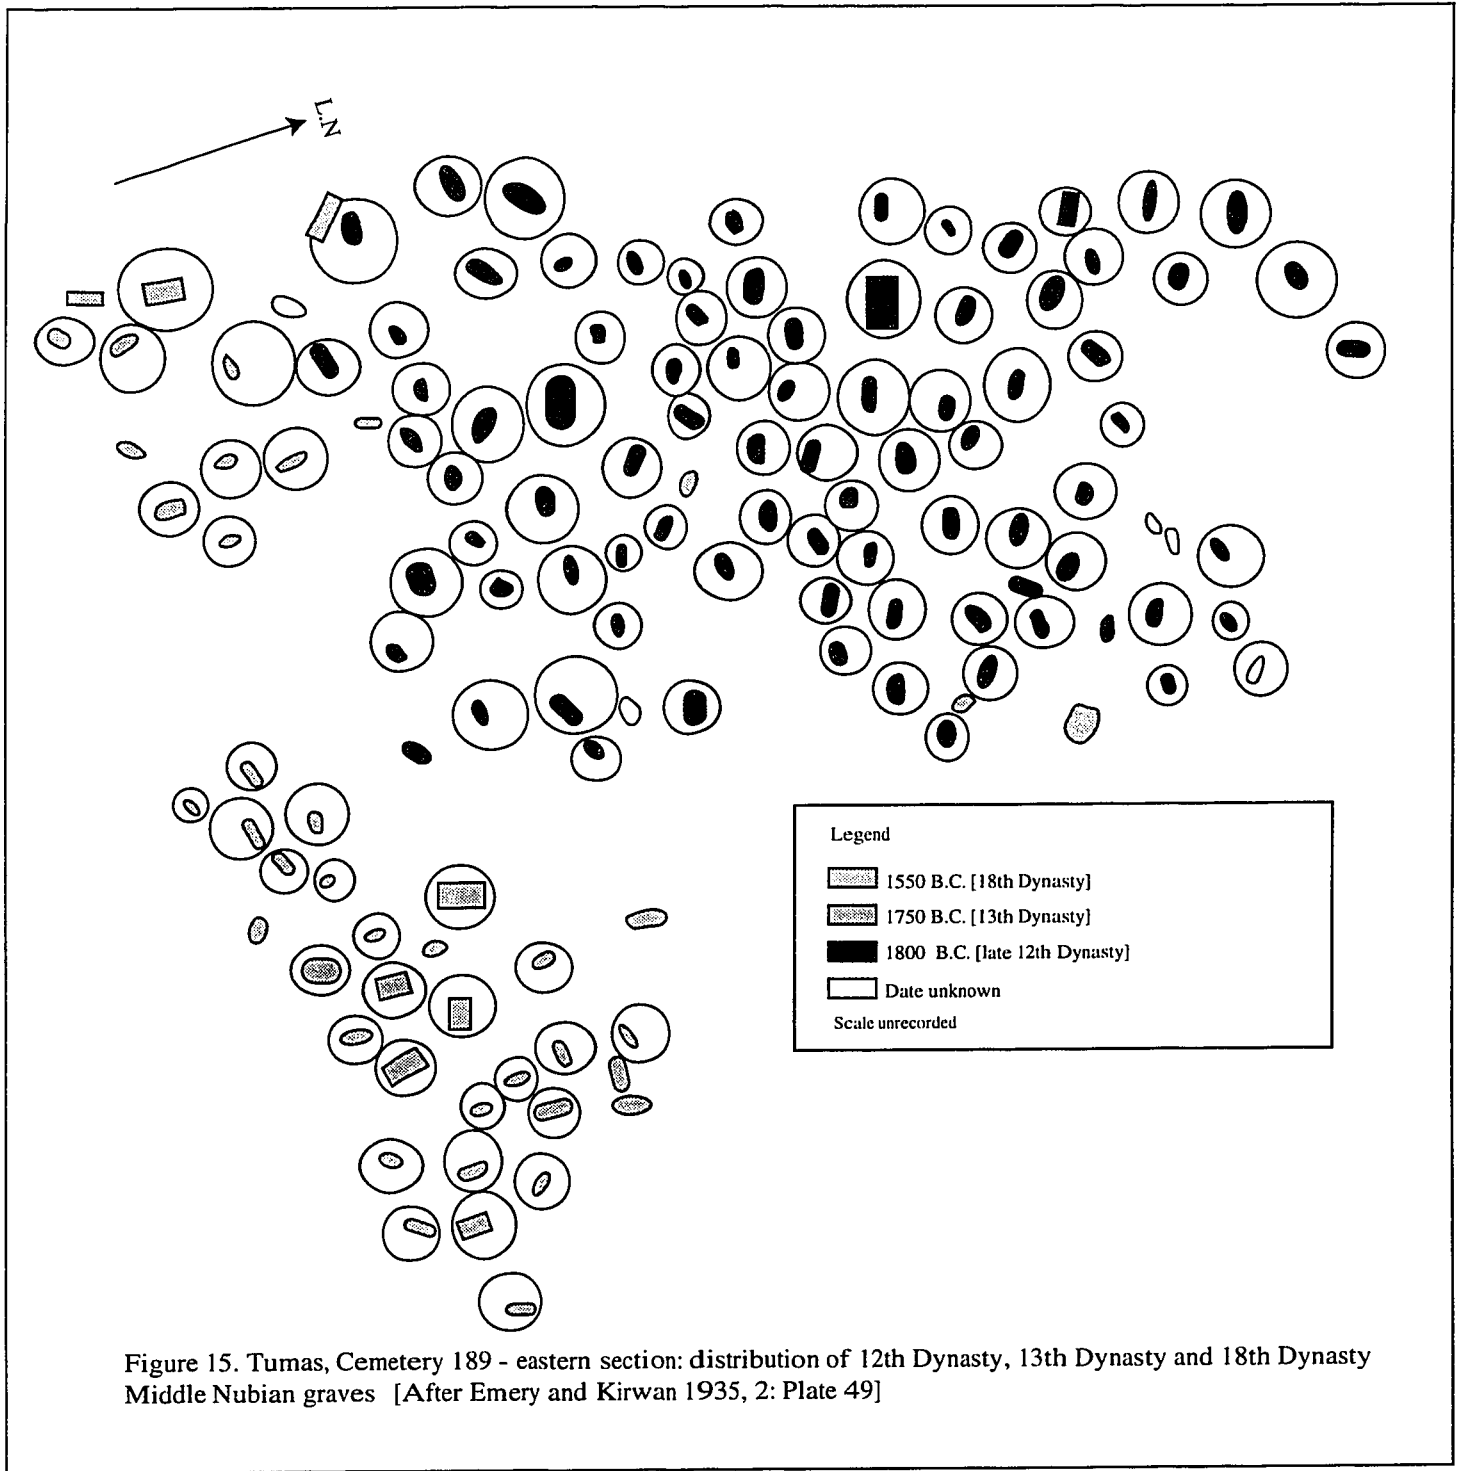 L.N
Legend
1550 B.C. [18th Dynasty]
1750 B.C. [13th Dynasty]
1800 B.C. [late 12th Dynasty]
Date unknown
Scale unrecorded
Figure 15. Tumas, Cemetery 189 - eastern section: distribution of 12th Dynasty, 13th Dynasty and 18th Dynasty
Middle Nubian graves [After Emery and Kirwan 1935, 2: Plate 49]